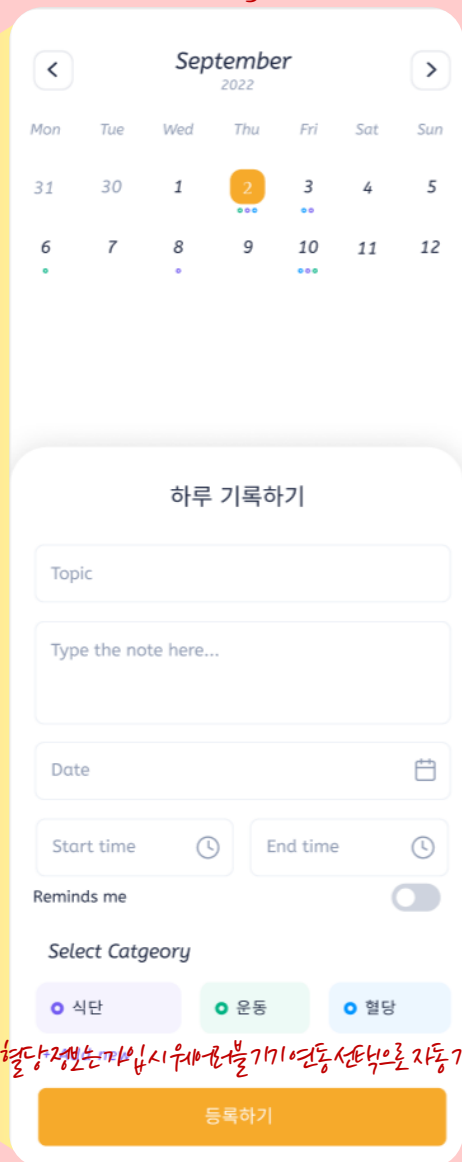 September
2022
Mon Tue Wed Thu Fri Sat Sun
31 30 1 2 3 4 5
6 7 8 9 10 11 12
하루 기록하기
Topic
Type the note here...
Date
Start time End time
Reminds me
Select Catgeory
식단 운동 혈당
혈당 정보는 가입시 웨어러블 기기 연동 선택으로 자동
등록하기